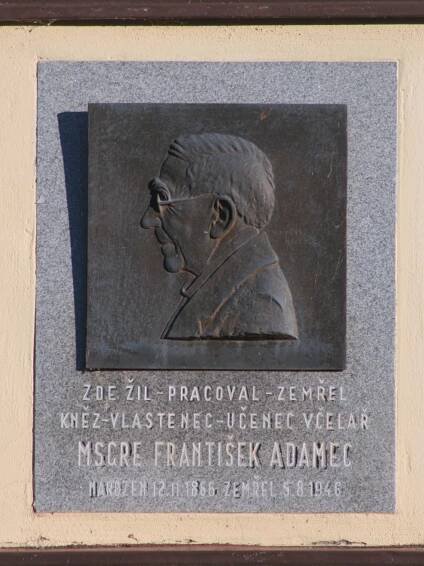 ZDE ŽIL-PRACOVAL-ZEMŘEL
KNĚZ-VLASTENEC-UČENEC VČELAŘ
MSGRE FRANTIŠEK ADAMEC
NAROZEN 12.11.1866 ZEMŘEL 5.8.1946